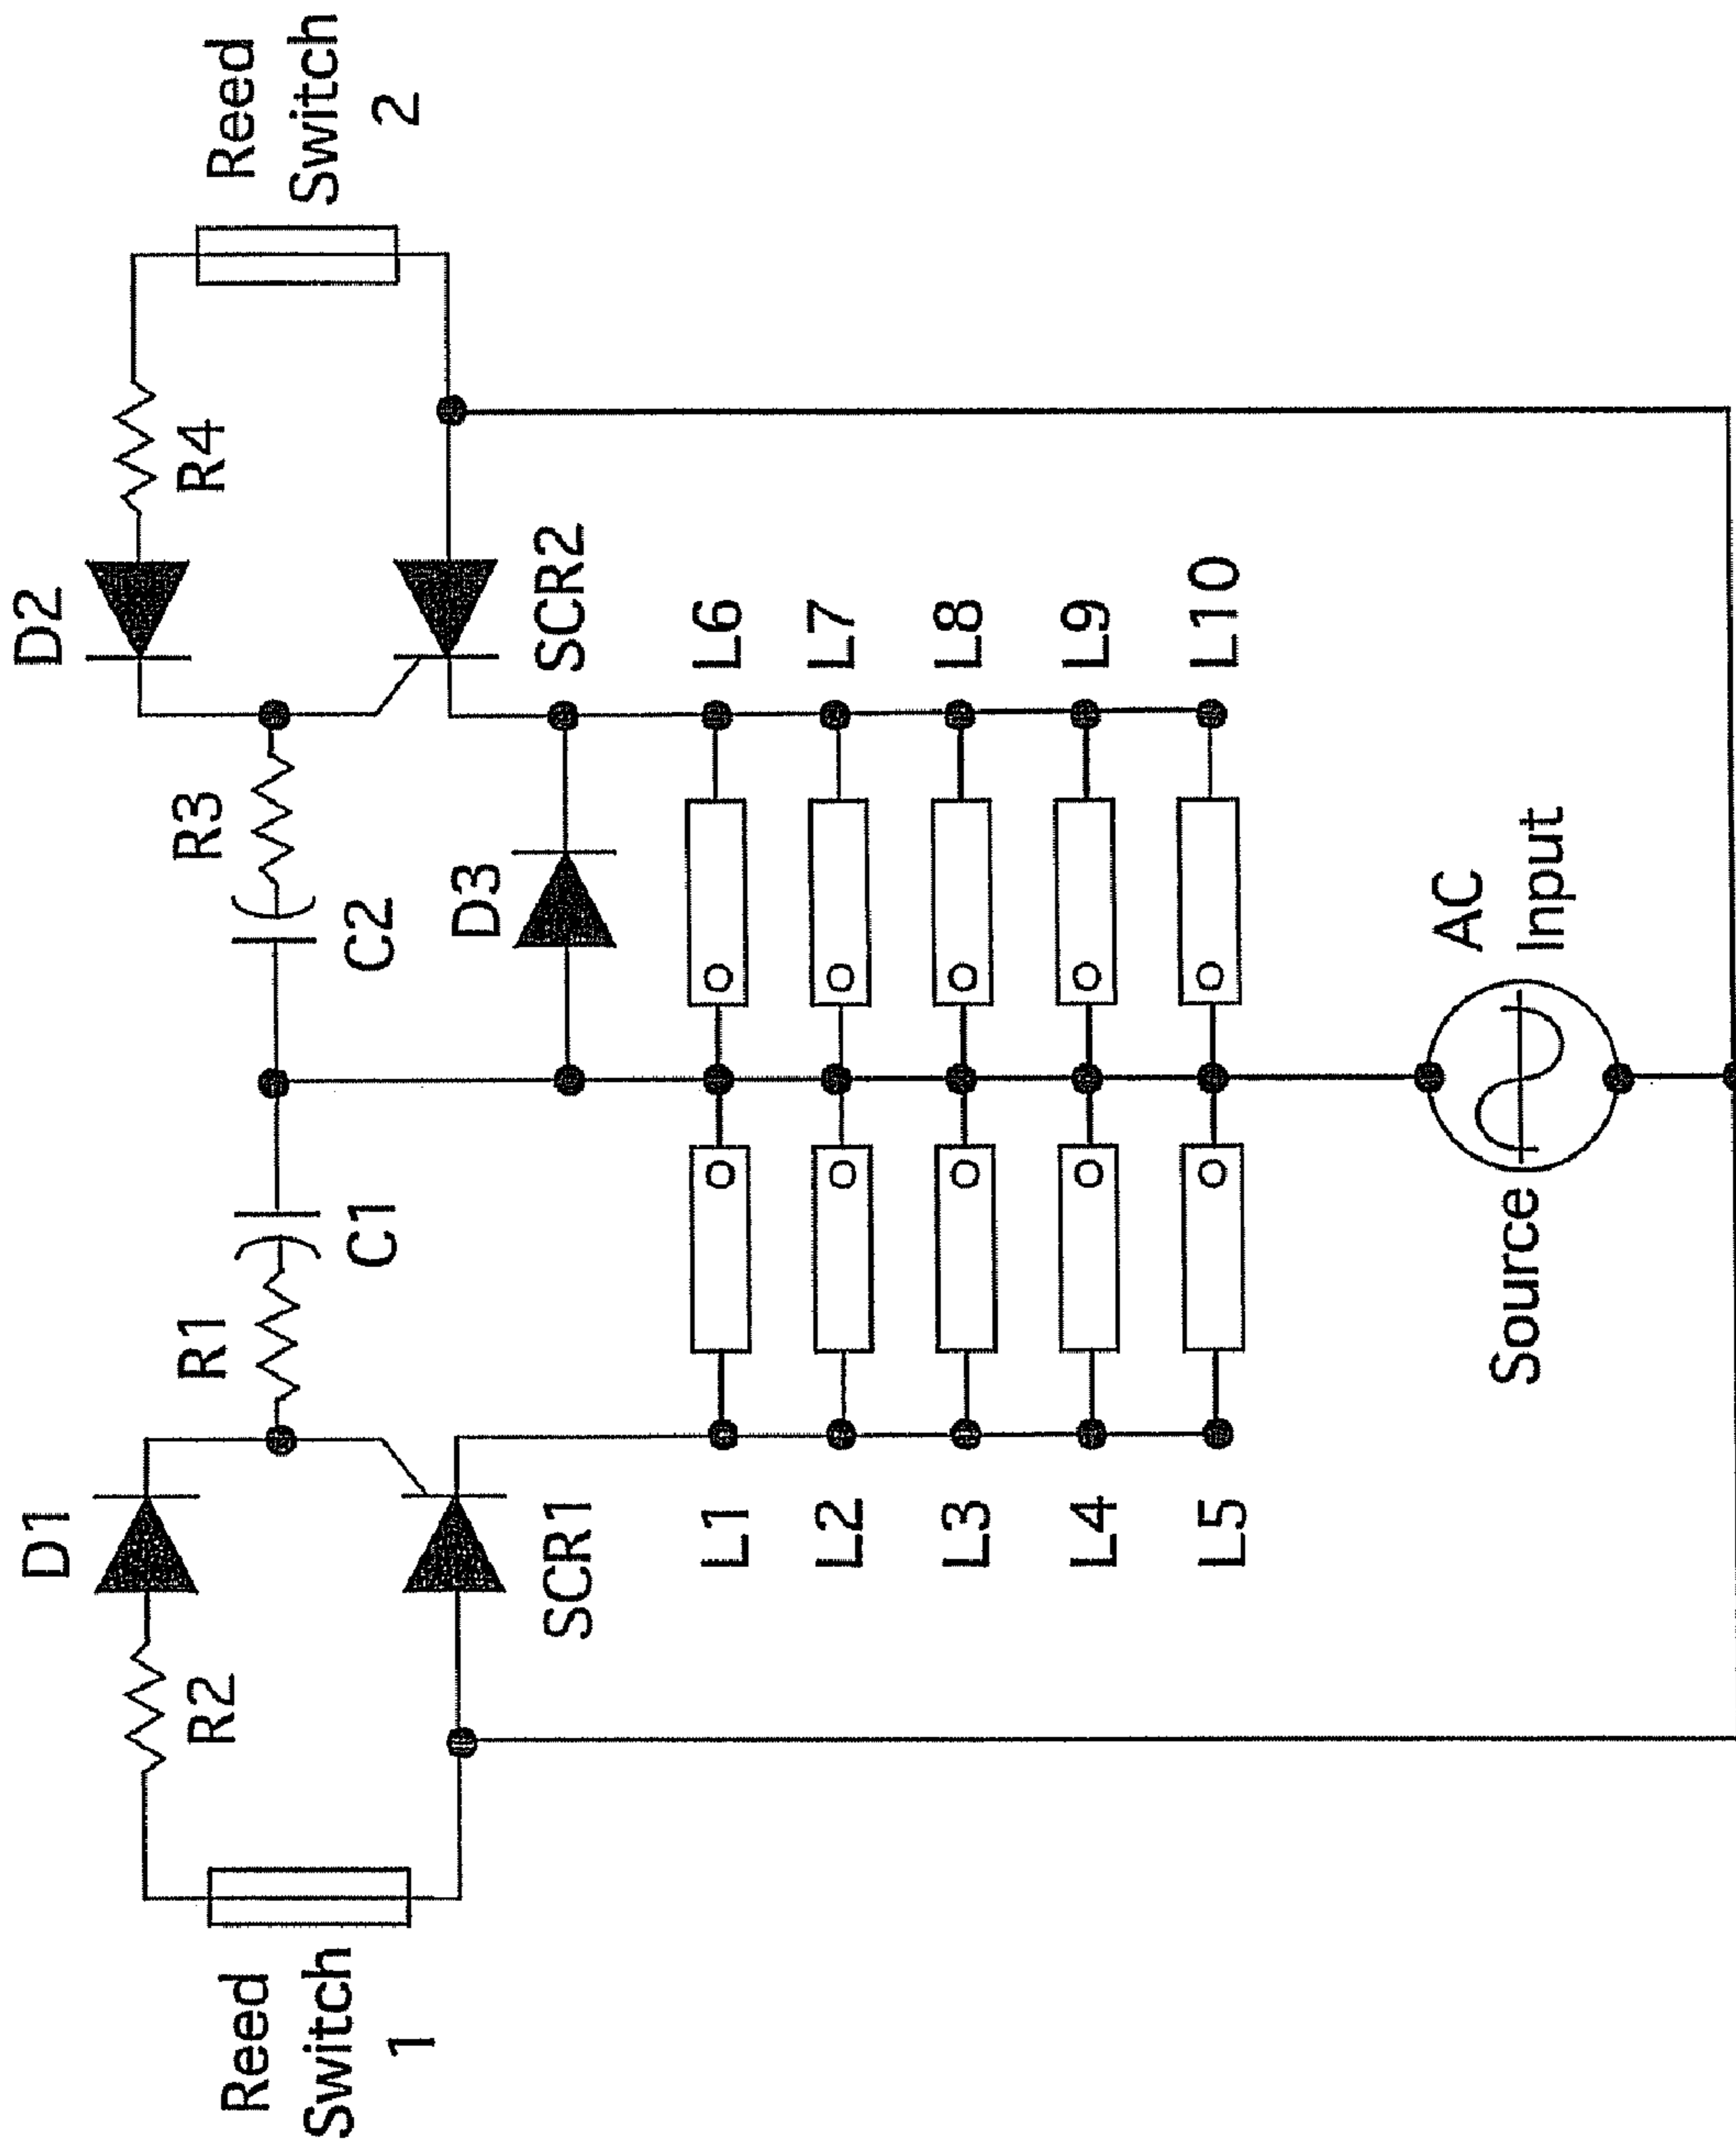 Reed
Switch
1
R2
D1
SCR1
R1
C1
C2
R3
D3
D2
R4
SCR2
Reed
Switch
2
L1
L2
L3
L4
L5
L6
L7
L8
L9
L10
Source
AC
Input